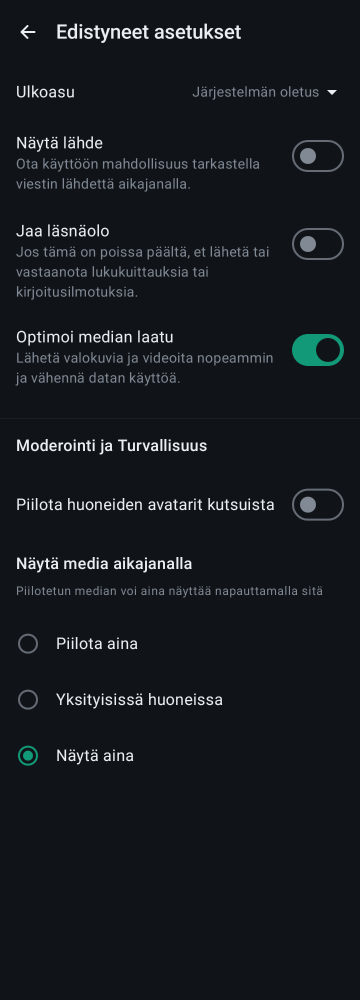 Edistyneet asetukset
Ulkoasu
Järjestelmän oletus
Näytä lähde
Ota käyttöön mahdollisuus tarkastella
viestin lähdettä aikajanalla.
Jaa läsnäolo
Jos tämä on poissa päältä, et lähetä tai
vastaanota lukukuittauksia tai
kirjoitusilmotuksia.
Optimoi median laatu
Lähetä valokuvia ja videoita nopeammin
ja vähennä datan käyttöä.
Moderointi ja Turvallisuus
Piilota huoneiden avatarit kutsuista
Näytä media aikajanalla
Piilotetun median voi aina näyttää napauttamalla sitä
Piilota aina
Yksityisissä huoneissa
Näytä aina